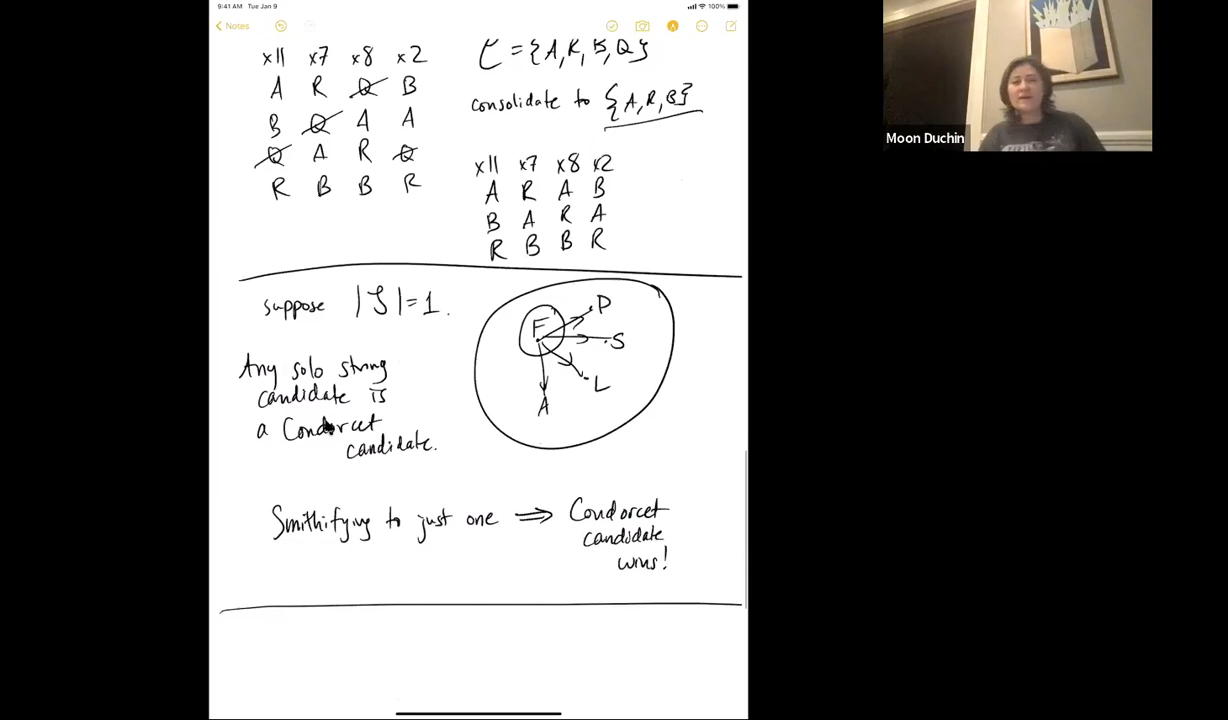 9:41 AM Tue Jan 9
100%
Notes
x11 x7 x8 x2
A R Q B
B Q A A
Q A R Q
R B B R
C = {A, R, B, Q}
consolidate to {A, R, B}
x11 x7 x8 x2
A R A B
B A R A
R B B R
suppose |S| = 1.
F
D
S
L
A
Any solo strong
candidate is
a Condorcet
candidate.
Smithifying to just one ⟹ Condorcet
candidate
wins!
Moon Duchin